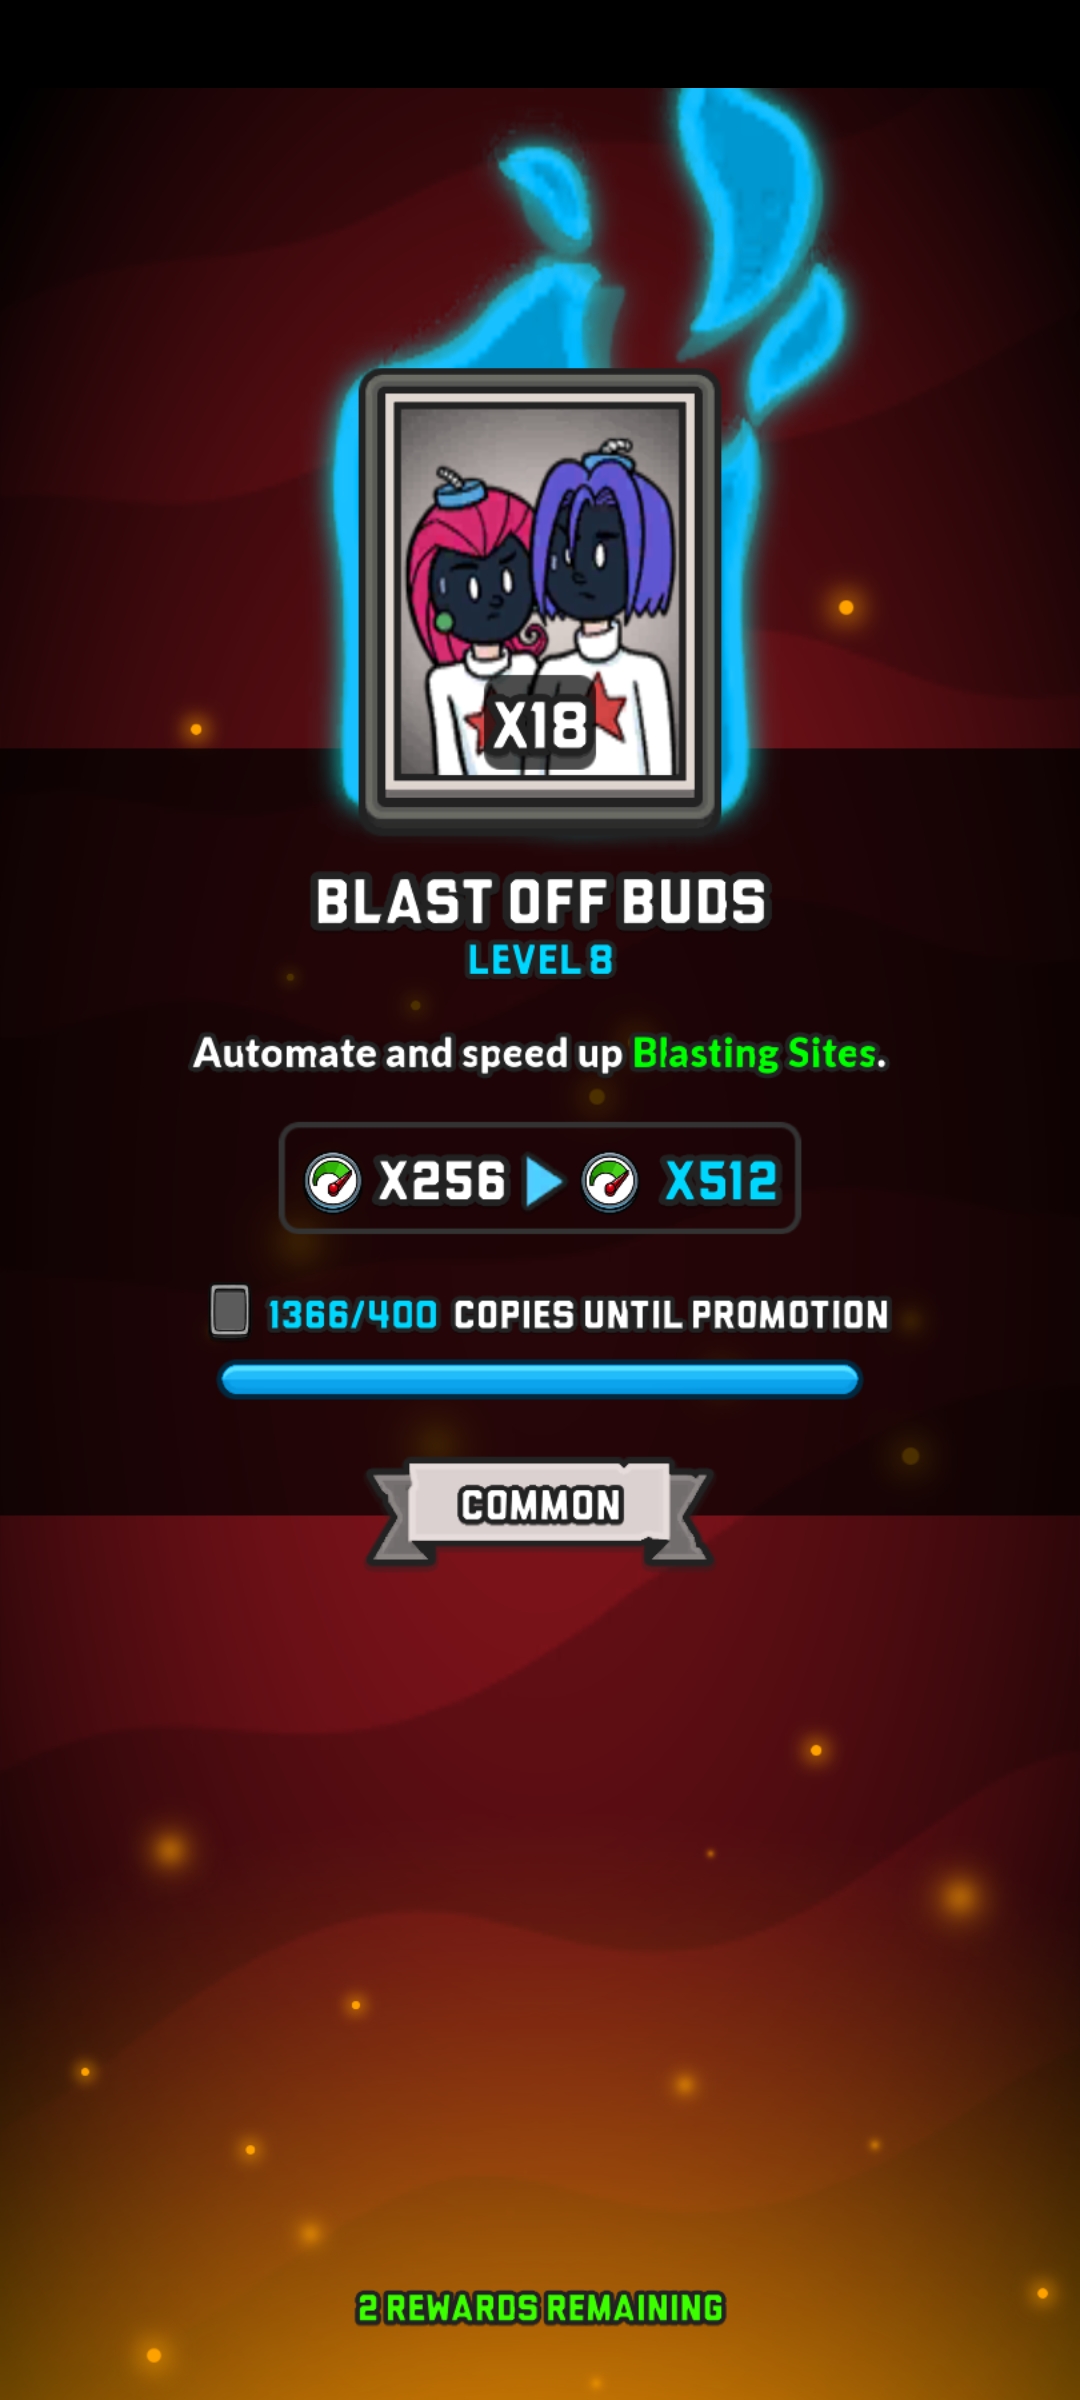 X18
BLAST OFF BUDS
LEVEL 8
Automate and speed up Blasting Sites.
X256 X512
1366/400 COPIES UNTIL PROMOTION
COMMON
2 REWARDS REMAINING